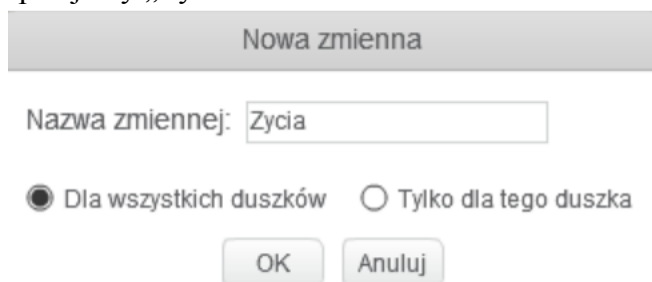 Nowa zmienna
Nazwa zmiennej: Zycia
Dla wszystkich duszków Tylko dla tego duszka
OK Anuluj